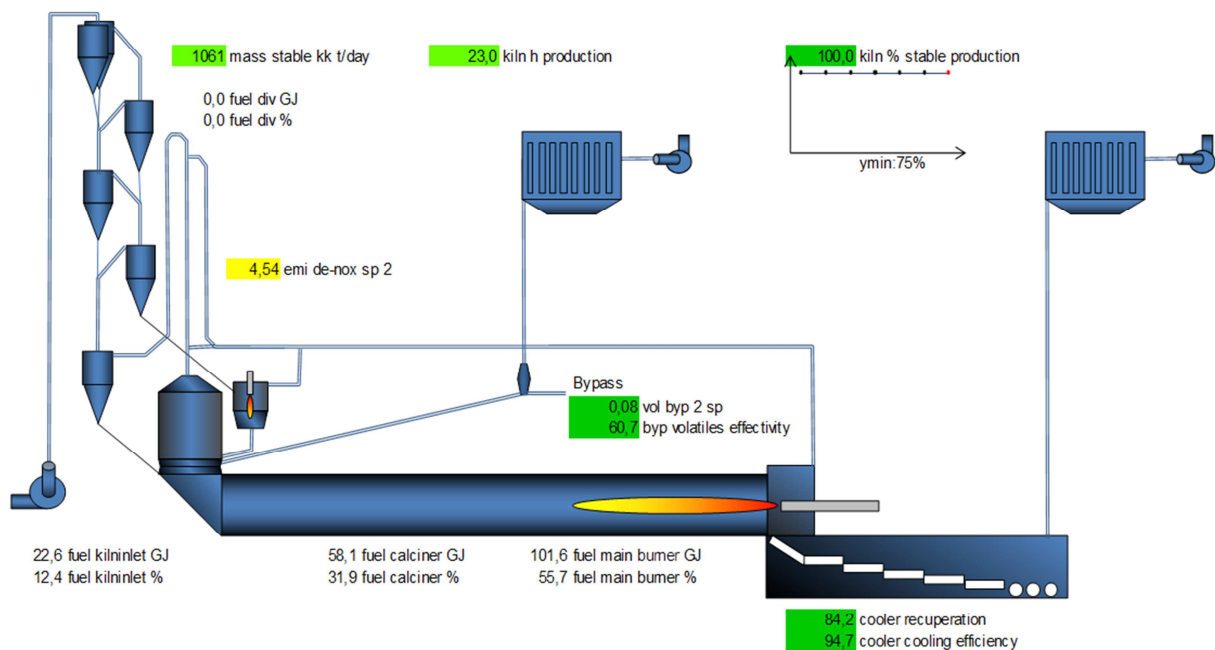 1061 mass stable kk t/day
23,0 kiln h production
100,0 kiln % stable production
0,0 fuel div GJ
0,0 fuel div %
ymin:75%
4,54 emi de-nox sp 2
Bypass
0,08 vol byp 2 sp
60,7 byp volatiles effectivity
22,6 fuel kilninlet GJ
58,1 fuel calciner GJ
101,6 fuel main burner GJ
12,4 fuel kilninlet %
31,9 fuel calciner %
55,7 fuel main burner %
84,2 cooler recuperation
94,7 cooler cooling efficiency